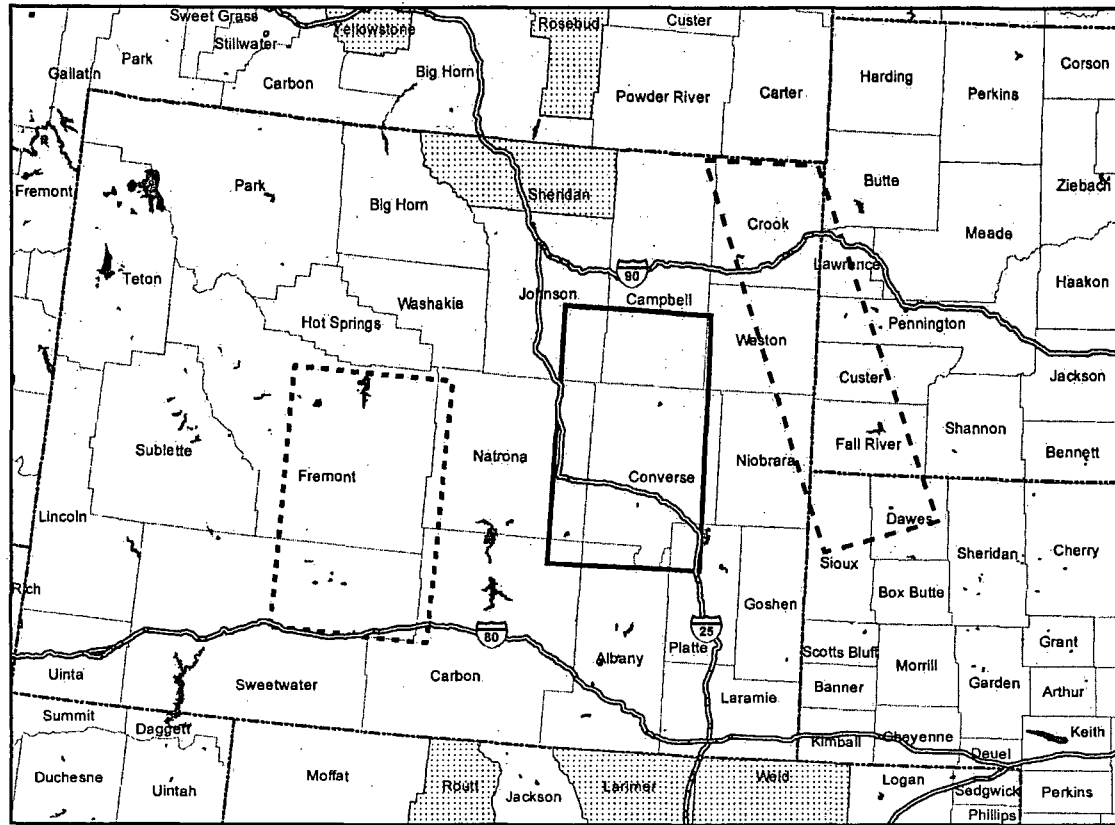 Sweet Grass
Stillwater
Yellowstone
Rosebud
Custer
Park
Gallatin
Carbon
Big Horn
Powder River
Carter
Harding
Perkins
Corson
Fremont
Park
Big Horn
Sheridan
Crook
Butte
Meade
Ziebach
Teton
Washakie
Johnson
90
Campbell
Lawrence
Haakon
Hot Springs
Weston
Pennington
Custer
Jackson
Sublette
Fremont
Natrona
Converse
Niobrara
Fall River
Shannon
Bennett
Lincoln
Dawes
Sioux
Sheridan
Cherry
Rich
Box Butte
Goshen
80
25
Platte
Scotts Bluff
Morrill
Grant
Uinta
Sweetwater
Carbon
Albany
Laramie
Banner
Garden
Arthur
Summit
Daggett
Kimball
Cheyenne
Deuel
Keith
Duchesne
Uintah
Moffat
Routt
Jackson
Larimer
Weld
Logan
Sedgwick
Perkins
Phillips